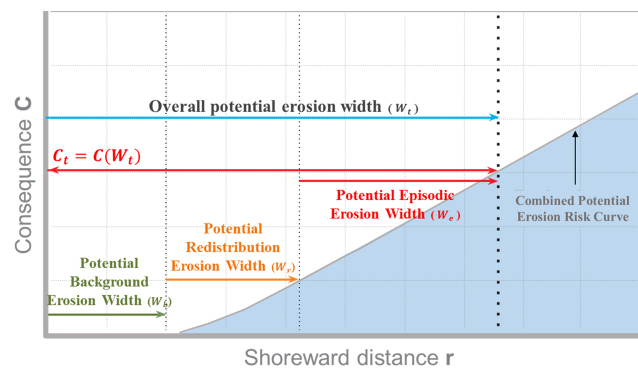 Overall potential erosion width (Wt)
Ct = C(Wt)
Potential Episodic
Erosion Width (We)
Combined Potential
Erosion Risk Curve
Potential
Redistribution
Erosion Width (Wr)
Potential
Background
Erosion Width (Wb)
Consequence C
Shoreward distance r